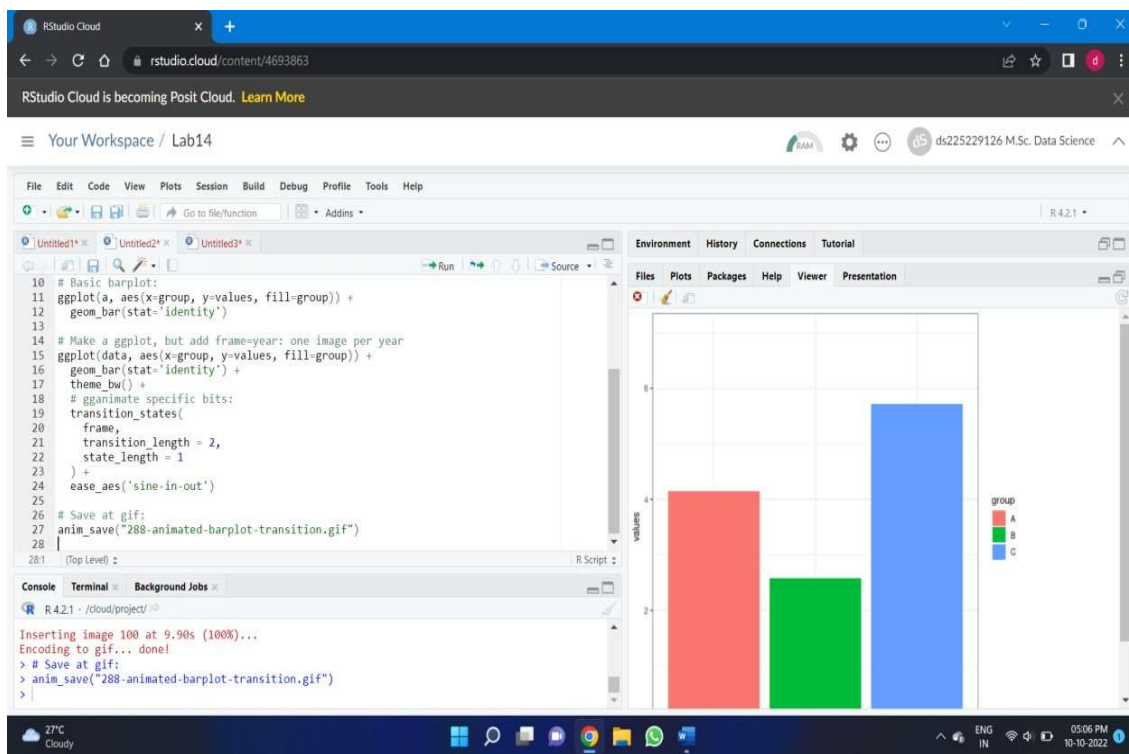 RStudio Cloud
rstudio.cloud/content/4693863
RStudio Cloud is becoming Posit Cloud. Learn More
Your Workspace / Lab14
RAM
dS
ds225229126 M.Sc. Data Science
File Edit Code View Plots Session Build Debug Profile Tools Help
Go to file/function
Addins
R 4.2.1
Untitled1*
Untitled2*
Untitled3*
Run
Source
10 # Basic barplot:
11 ggplot(a, aes(x=group, y=values, fill=group)) +
12 geom_bar(stat='identity')
13
14 # Make a ggplot, but add frame=year: one image per year
15 ggplot(data, aes(x=group, y=values, fill=group)) +
16 geom_bar(stat='identity') +
17 theme_bw() +
18 # gganimate specific bits:
19 transition_states(
20 frame,
21 transition_length = 2,
22 state_length = 1
23 ) +
24 ease_aes('sine-in-out')
25
26 # Save at gif:
27 anim_save("288-animated-barplot-transition.gif")
28
28:1 (Top Level)
R Script
Console Terminal Background Jobs
R 4.2.1 · /cloud/project/
Inserting image 100 at 9.90s (100%)...
Encoding to gif... done!
> # Save at gif:
> anim_save("288-animated-barplot-transition.gif")
>
Environment History Connections Tutorial
Files Plots Packages Help Viewer Presentation
6
4
2
values
group
A
B
C
27°C
Cloudy
ENG
IN
05:06 PM
10-10-2022
1